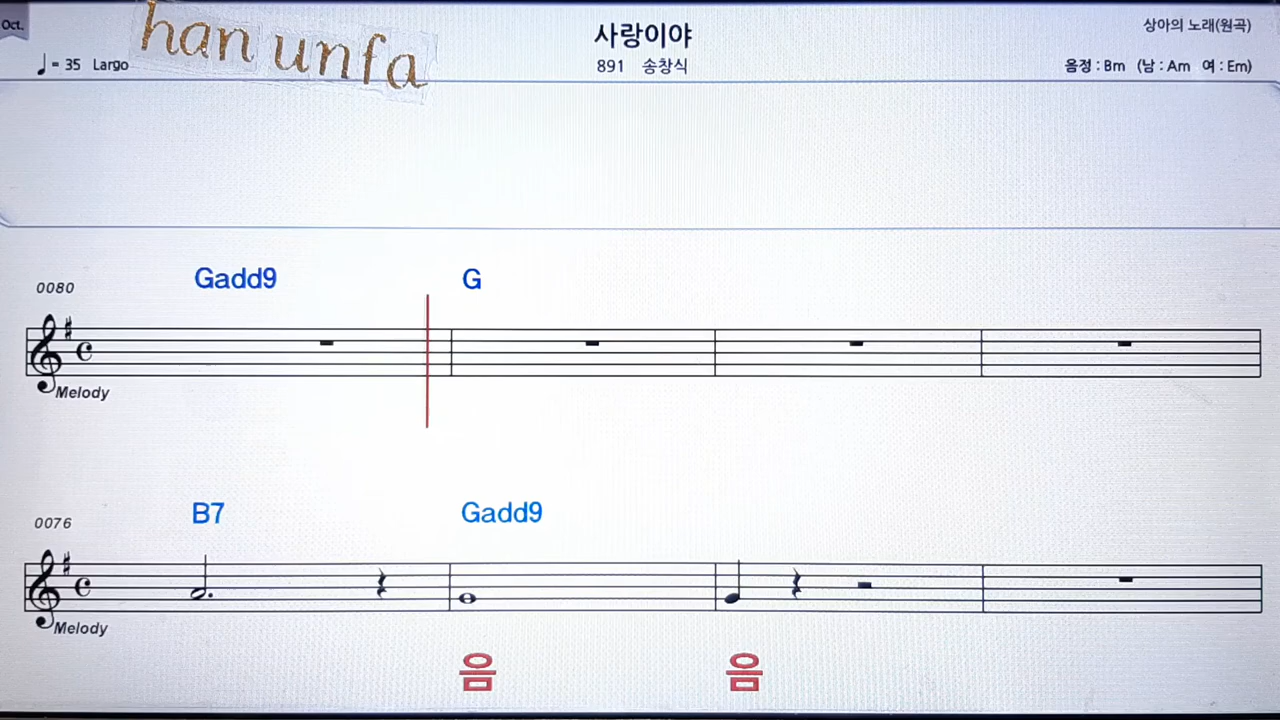 Oct.
han unfa
사랑이야
상아의 노래(원곡)
♩ = 35 Largo
891 송창식
음정 : Bm (남 : Am 여 : Em)
Gadd9 G
0080
Melody
B7 Gadd9
0076
Melody
음 음